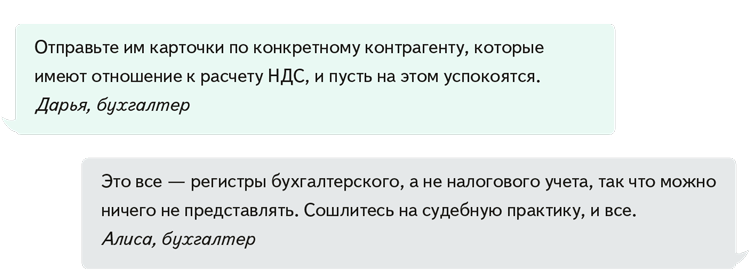 Отправьте им карточки по конкретному контрагенту, которые
имеют отношение к расчету НДС, и пусть на этом успокоятся.
Дарья, бухгалтер
Это все — регистры бухгалтерского, а не налогового учета, так что можно
ничего не представлять. Сошлитесь на судебную практику, и все.
Алиса, бухгалтер